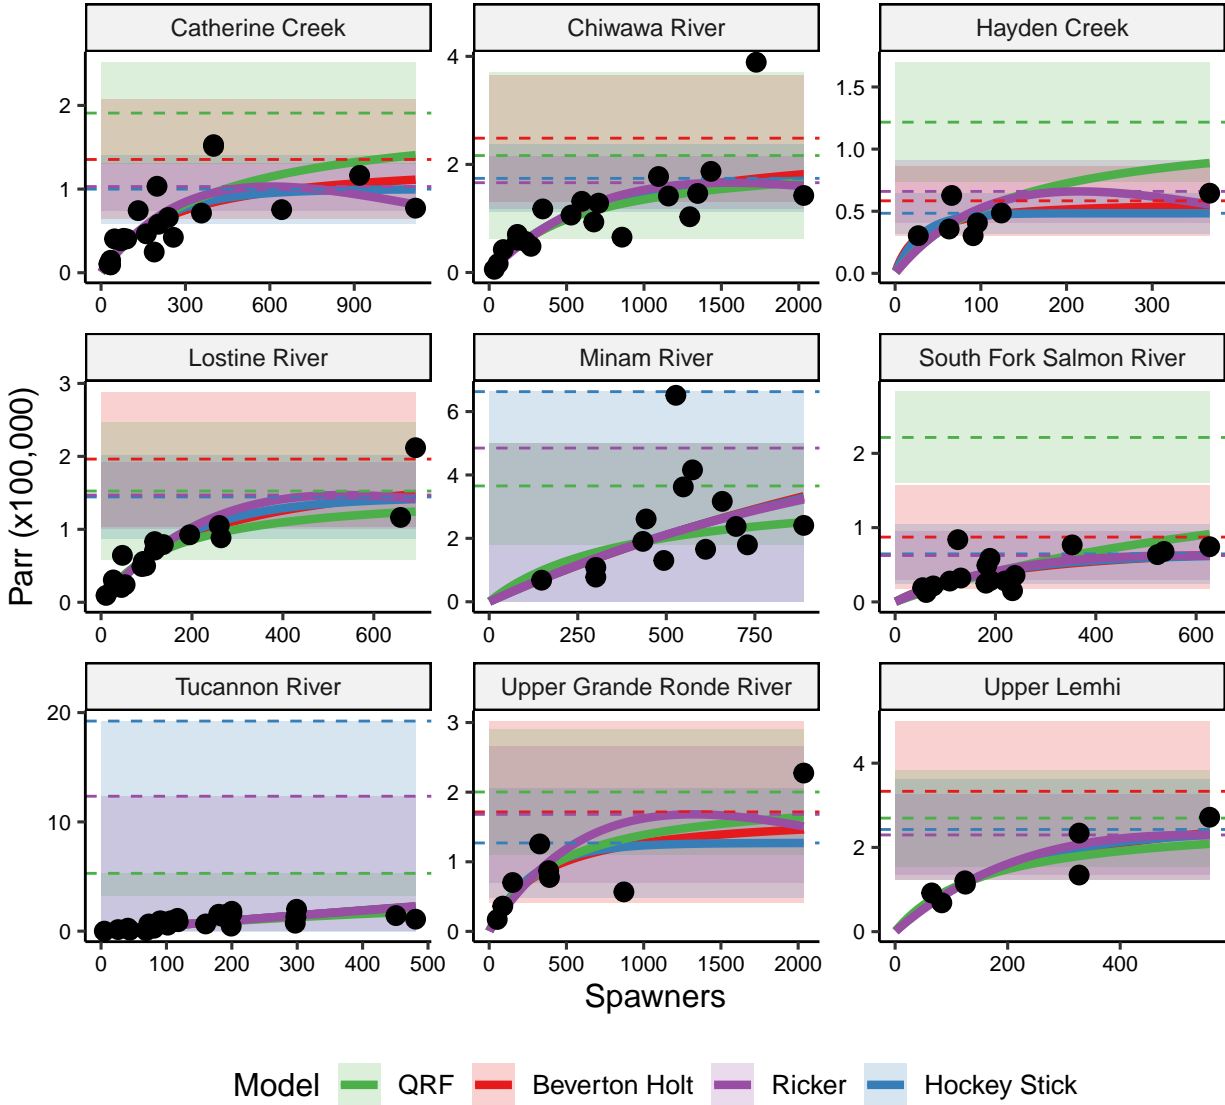 Catherine Creek Chiwawa River Hayden Creek
2
1
0
0 300 600 900
4
2
0
0 500 1000 1500 2000
1.5
1.0
0.5
0.0
0 100 200 300
Lostine River Minam River South Fork Salmon River
Parr (x100,000)
3
2
1
0
0 200 400 600
6
4
2
0
0 250 500 750
2
1
0
0 200 400 600
Tucannon River Upper Grande Ronde River Upper Lemhi
20
10
0
0 100 200 300 400 500
3
2
1
0
0 500 1000 1500 2000
4
2
0
0 200 400
Spawners
Model QRF Beverton Holt Ricker Hockey Stick